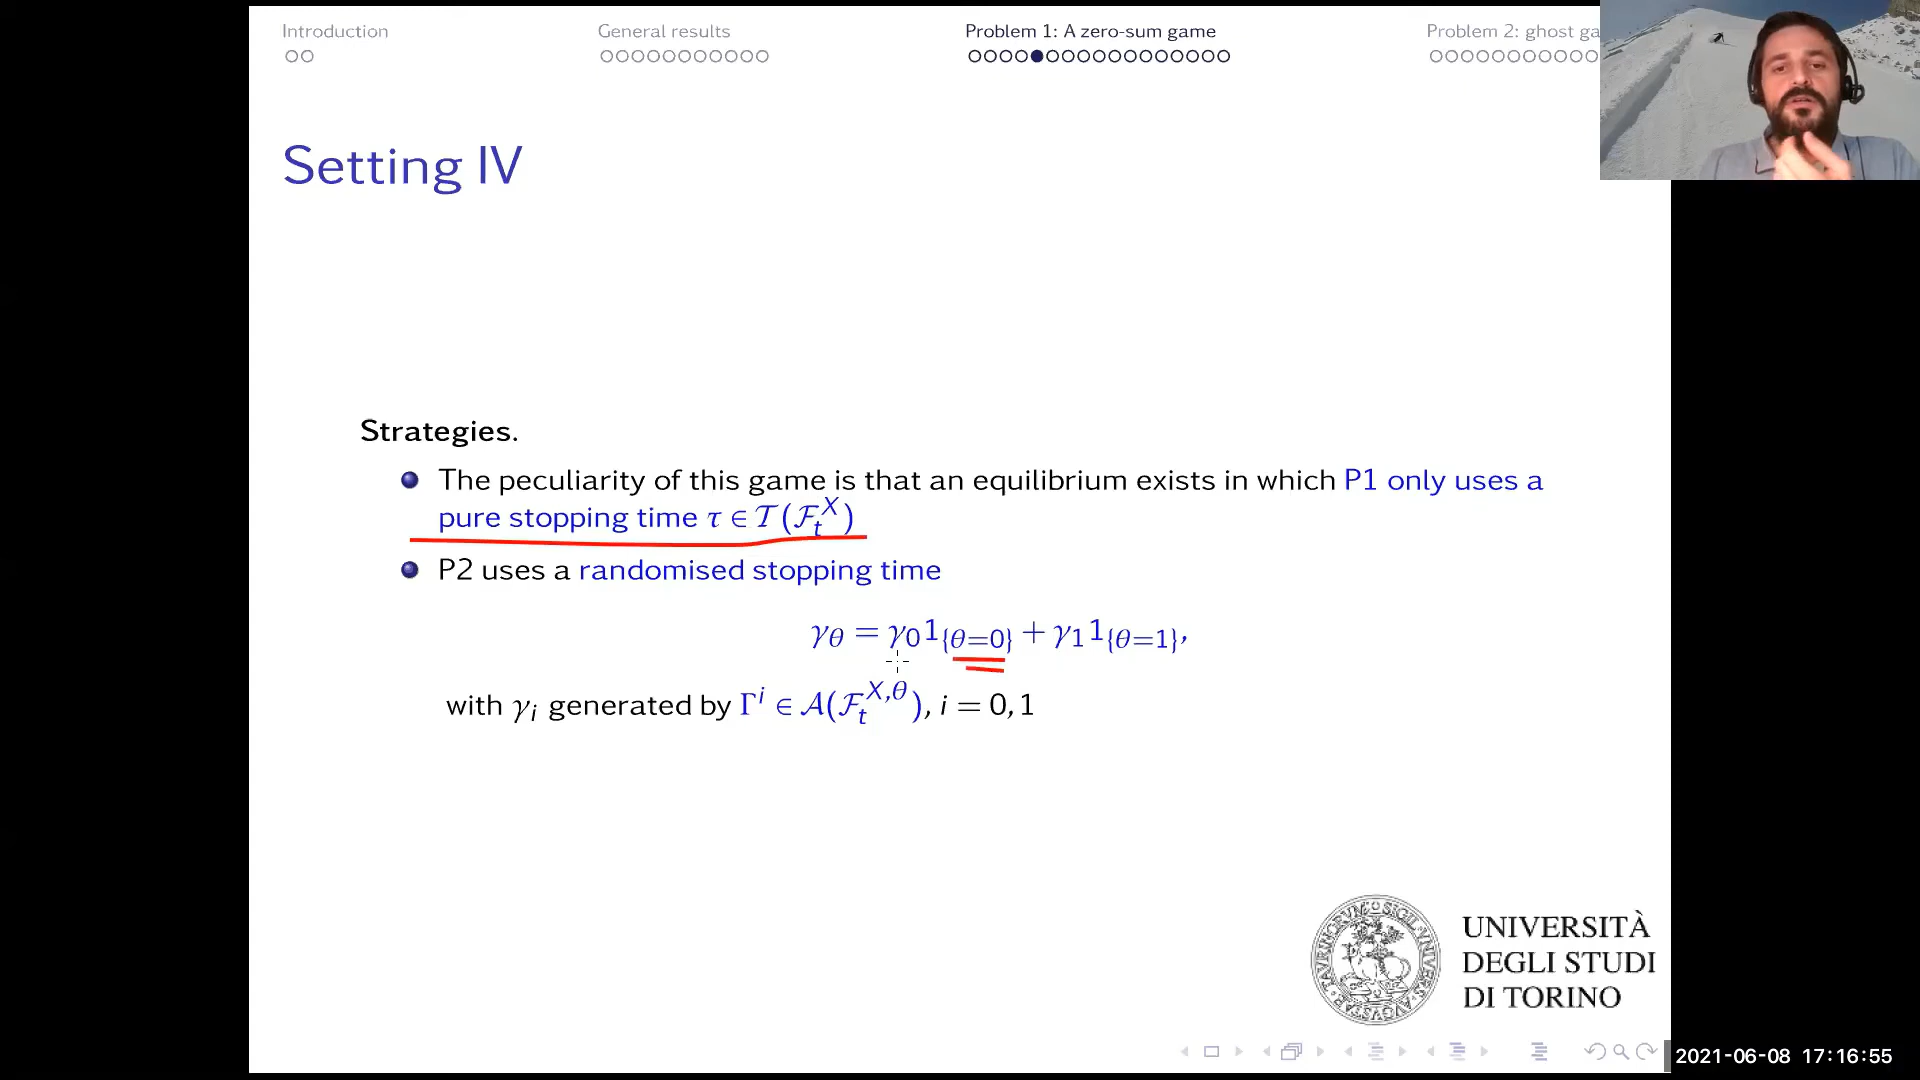 Introduction
General results
Problem 1: A zero-sum game
Problem 2: ghost ga
Setting IV
Strategies.
The peculiarity of this game is that an equilibrium exists in which P1 only uses a
pure stopping time τ ∈ 𝒯(ℱ_t^X)
P2 uses a randomised stopping time
γ_θ = γ_0 1_{θ=0} + γ_1 1_{θ=1},
with γ_i generated by Γ^i ∈ 𝒜(ℱ_t^{X,θ}), i = 0, 1
UNIVERSITÀ
DEGLI STUDI
DI TORINO
2021-06-08 17:16:55